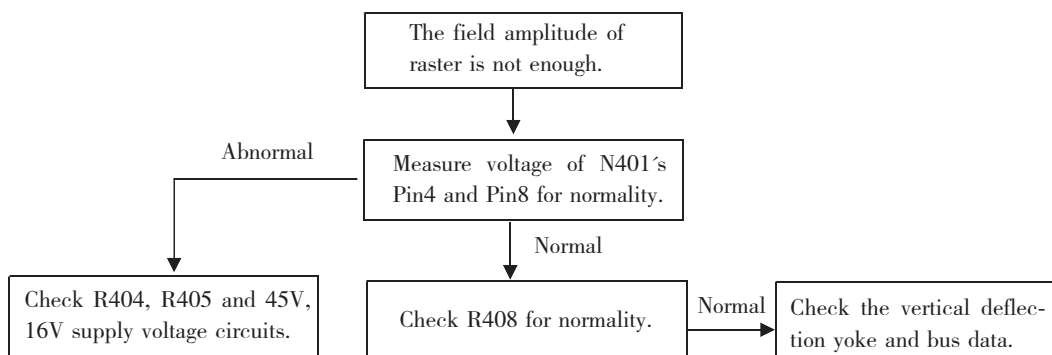 The field amplitude of
raster is not enough.
Abnormal
Measure voltage of N401´s
Pin4 and Pin8 for normality.
Normal
Check R404, R405 and 45V,
16V supply voltage circuits.
Check R408 for normality.
Normal
Check the vertical deflec-
tion yoke and bus data.